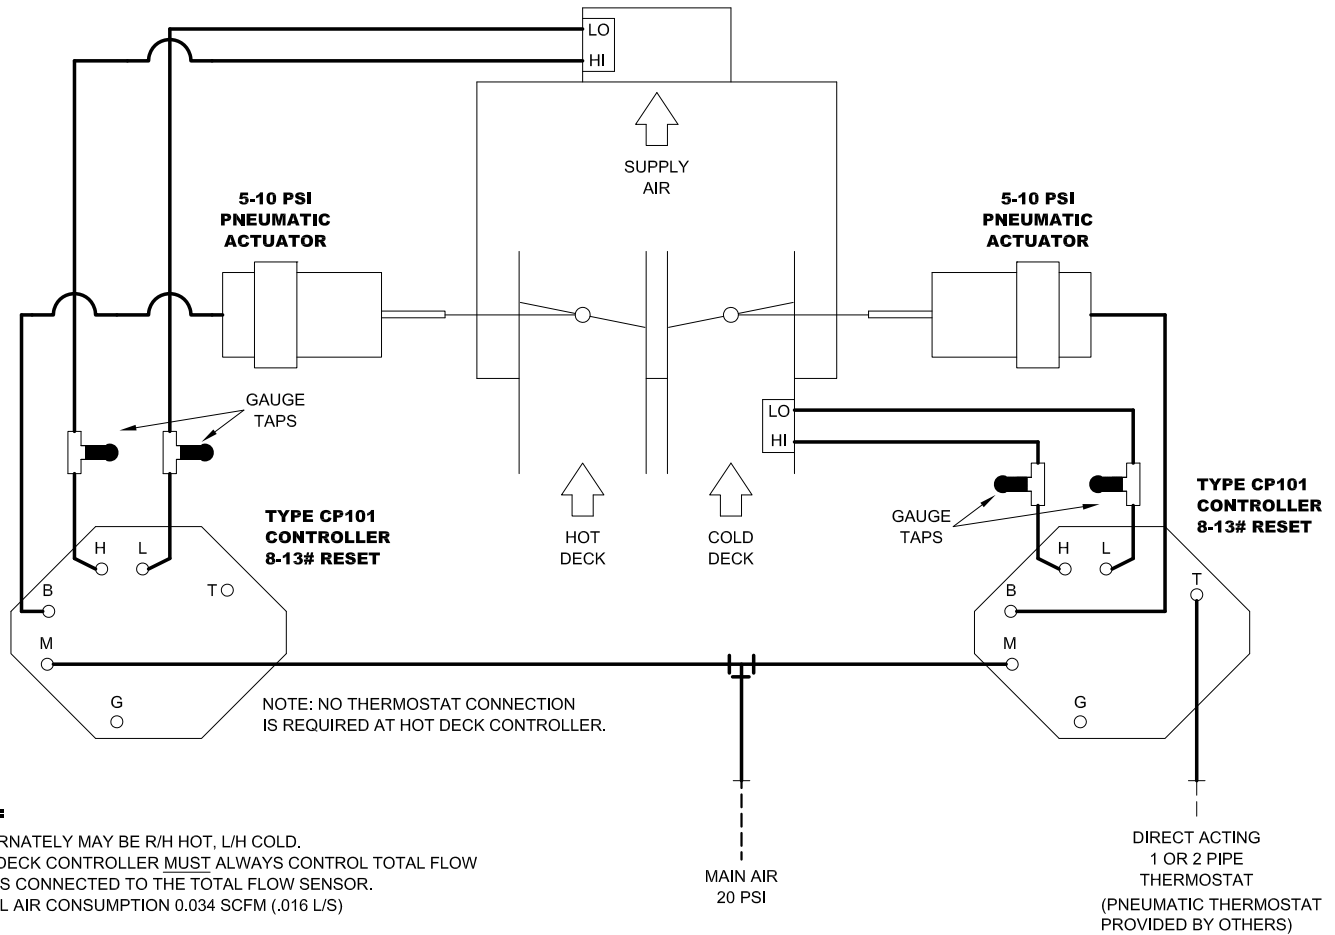 LO
HI
SUPPLY
AIR
5-10 PSI
PNEUMATIC
ACTUATOR
5-10 PSI
PNEUMATIC
ACTUATOR
GAUGE
TAPS
LO
HI
TYPE CP101
CONTROLLER
8-13# RESET
HOT
DECK
COLD
DECK
GAUGE
TAPS
TYPE CP101
CONTROLLER
8-13# RESET
H L
T
B
M
G
H L
T
B
M
G
NOTE: NO THERMOSTAT CONNECTION
IS REQUIRED AT HOT DECK CONTROLLER.
MAIN AIR
20 PSI
DIRECT ACTING
1 OR 2 PIPE
THERMOSTAT
(PNEUMATIC THERMOSTAT
PROVIDED BY OTHERS)
RNATELY MAY BE R/H HOT, L/H COLD.
DECK CONTROLLER MUST ALWAYS CONTROL TOTAL FLOW
S CONNECTED TO THE TOTAL FLOW SENSOR.
L AIR CONSUMPTION 0.034 SCFM (.016 L/S)